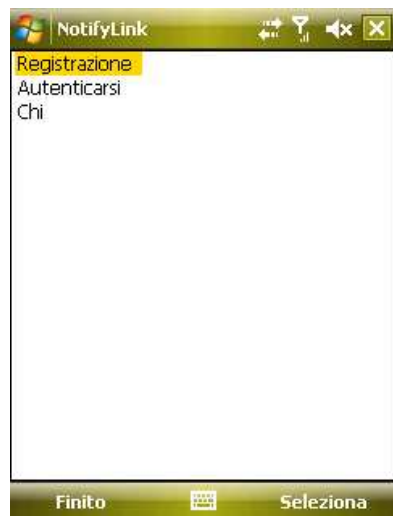 NotifyLink
Registrazione
Autenticarsi
Chi
Finito Seleziona